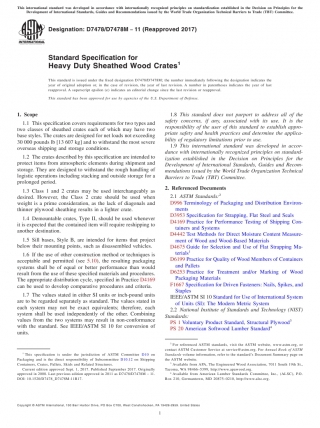 This international standard was developed in accordance with internationally recognized principles on standardization established in the Decision on Principles for the
Development of International Standards, Guides and Recommendations issued by the World Trade Organization Technical Barriers to Trade (TBT) Committee.
Designation: D7478/D7478M − 11 (Reapproved 2017)
Standard Specification for
Heavy Duty Sheathed Wood Crates1
This standard is issued under the fixed designation D7478/D7478M; the number immediately following the designation indicates the
year of original adoption or, in the case of revision, the year of last revision. A number in parentheses indicates the year of last
reapproval. A superscript epsilon (ε) indicates an editorial change since the last revision or reapproval.
This standard has been approved for use by agencies of the U.S. Department of Defense.
1. Scope
1.1 This specification covers requirements for two types and
two classes of sheathed crates each of which may have two
base styles. The crates are designed for net loads not exceeding
30 000 pounds [13 607 kg] and to withstand the most severe
overseas shipping and storage conditions.
1.2 The crates described by this specification are intended to
protect items from atmospheric elements during shipment and
storage. They are designed to withstand the rough handling of
logistic operations including stacking and outside storage for a
prolonged period.
1.3 Class 1 and 2 crates may be used interchangeably as
desired. However, the Class 2 crate should be used where
weight is a prime consideration, as the lack of diagonals and
thinner plywood sheathing results in a lighter crate.
1.4 Demountable crates, Type II, should be used whenever
it is expected that the contained item will require reshipping to
another destination.
1.5 Sill bases, Style B, are intended for items that project
below their mounting points, such as disassembled vehicles.
1.6 If the use of other construction method or techniques is
acceptable and permitted (see 5.10), the resulting packaging
systems shall be of equal or better performance than would
result from the use of these specified materials and procedures.
The appropriate distribution cycle, specified in Practice D4169
can be used to develop comparative procedures and criteria.
1.7 The values stated in either SI units or inch-pound units
are to be regarded separately as standard. The values stated in
each system may not be exact equivalents; therefore, each
system shall be used independently of the other. Combining
values from the two systems may result in non-conformance
with the standard. See IEEE/ASTM SI 10 for conversion of
units.
1.8 This standard does not purport to address all of the
safety concerns, if any, associated with its use. It is the
responsibility of the user of this standard to establish appro-
priate safety and health practices and determine the applica-
bility of regulatory limitations prior to use.
1.9 This international standard was developed in accor-
dance with internationally recognized principles on standard-
ization established in the Decision on Principles for the
Development of International Standards, Guides and Recom-
mendations issued by the World Trade Organization Technical
Barriers to Trade (TBT) Committee.
2. Referenced Documents
2.1 ASTM Standards:2
D996 Terminology of Packaging and Distribution Environ-
ments
D3953 Specification for Strapping, Flat Steel and Seals
D4169 Practice for Performance Testing of Shipping Con-
tainers and Systems
D4442 Test Methods for Direct Moisture Content Measure-
ment of Wood and Wood-Based Materials
D4675 Guide for Selection and Use of Flat Strapping Ma-
terials
D6199 Practice for Quality of Wood Members of Containers
and Pallets
D6253 Practice for Treatment and/or Marking of Wood
Packaging Materials
F1667 Specification for Driven Fasteners: Nails, Spikes, and
Staples
IEEE/ASTM SI 10 Standard for Use of International System
of Units (SI): The Modern Metric System
2.2 National Institute of Standards and Technology (NIST)
Standards:
PS 1 Voluntary Product Standard, Structural Plywood3
PS 20 American Softwood Lumber Standard4
1 This specification is under the jurisdiction of ASTM Committee D10 on
Packaging and is the direct responsibility of Subcommittee D10.12 on Shipping
Containers, Crates, Pallets, Skids and Related Structures.
Current edition approved Sept. 1, 2017. Published September 2017. Originally
approved in 2008. Last previous edition approved in 2011 as D7478/D7478M – 11.
DOI: 10.1520/D7478_D7478M-11R17.
2 For referenced ASTM standards, visit the ASTM website, www.astm.org, or
contact ASTM Customer Service at service@astm.org. For Annual Book of ASTM
Standards volume information, refer to the standard's Document Summary page on
the ASTM website.
3 Available from APA, The Engineered Wood Association, 7011 South 19th St.,
Tacoma, WA 98466-5399, http://www.apawood.org.
Copyright © ASTM International, 100 Barr Harbor Drive, PO Box C700, West Conshohocken, PA 19428-2959. United States
1